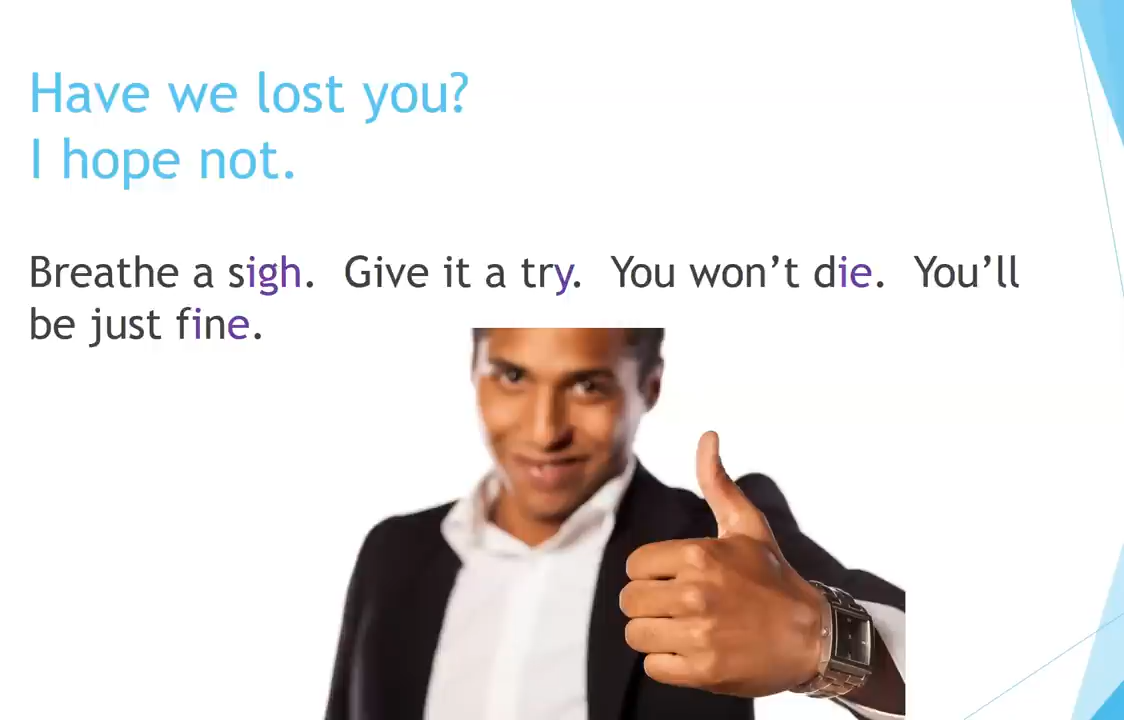 Have we lost you?
I hope not.
Breathe a sigh.  Give it a try.  You won’t die.  You’ll
be just fine.